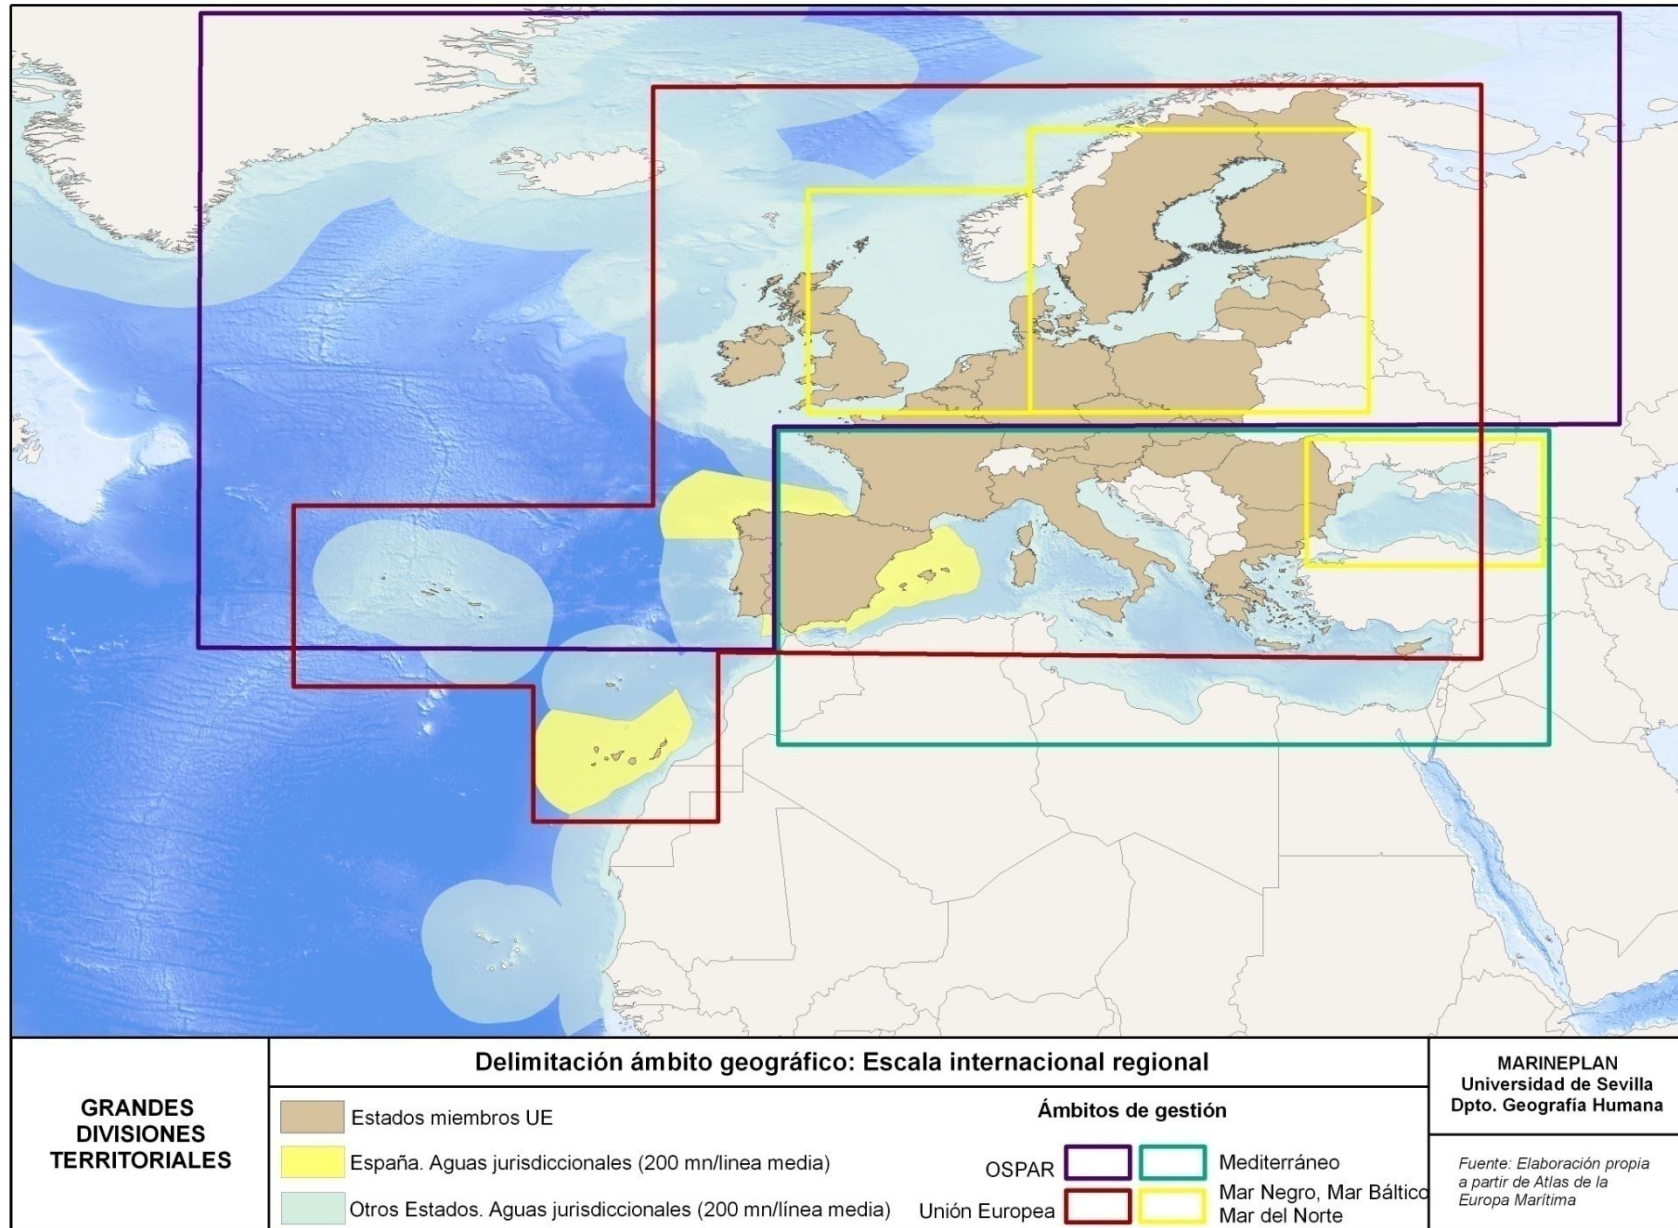 GRANDES
DIVISIONES
TERRITORIALES
Delimitación ámbito geográfico: Escala internacional regional
Estados miembros UE
España. Aguas jurisdiccionales (200 mn/linea media)
Otros Estados. Aguas jurisdiccionales (200 mn/línea media)
Ámbitos de gestión
OSPAR
Mediterráneo
Unión Europea
Mar Negro, Mar Báltico
Mar del Norte
MARINEPLAN
Universidad de Sevilla
Dpto. Geografía Humana
Fuente: Elaboración propia
a partir de Atlas de la
Europa Marítima